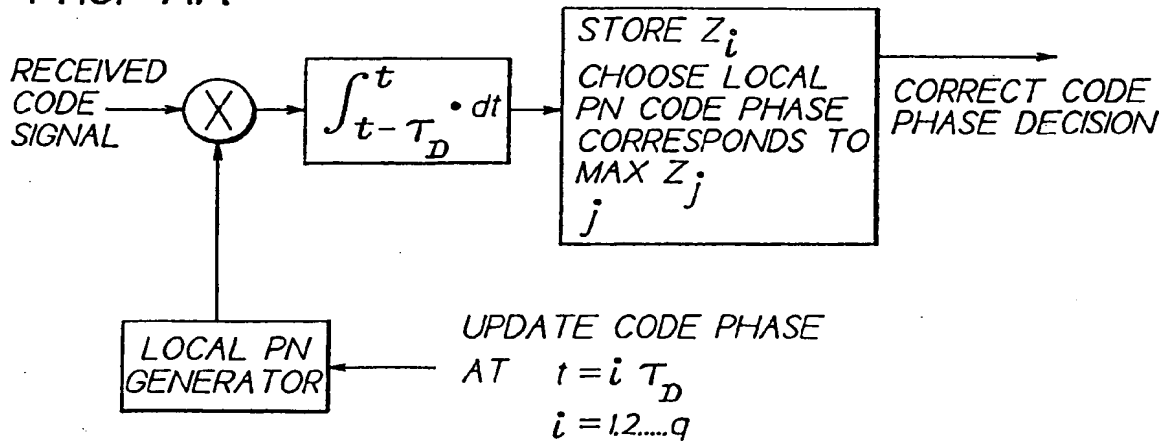 RECEIVED
CODE
SIGNAL
X
∫ t t - τD • dt
STORE Zi
CHOOSE LOCAL
PN CODE PHASE
CORRESPONDS TO
MAX Zj
j
CORRECT CODE
PHASE DECISION
LOCAL PN
GENERATOR
UPDATE CODE PHASE
AT t = i τD
i = 1.2.....q